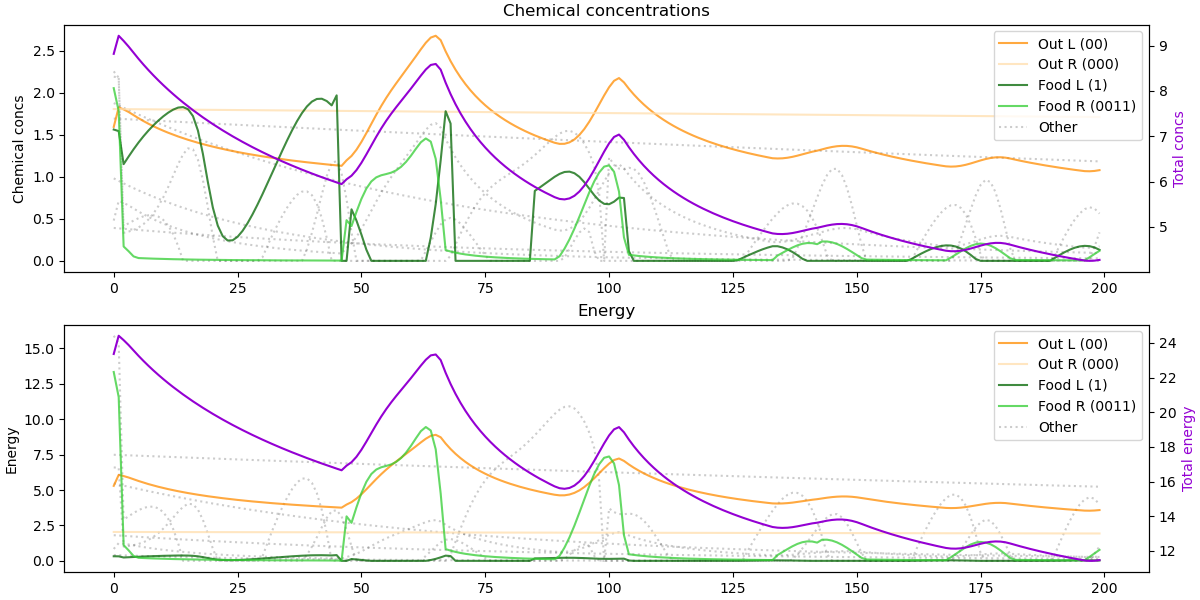 Chemical concentrations
Chemical concs
2.5
2.0
1.5
1.0
0.5
0.0
0 25 50 75 100 125 150 175 200
9
8
7
6
5
Total concs
Out L (00)
Out R (000)
Food L (1)
Food R (0011)
Other
Energy
Energy
15.0
12.5
10.0
7.5
5.0
2.5
0.0
0 25 50 75 100 125 150 175 200
24
22
20
18
16
14
12
Total energy
Out L (00)
Out R (000)
Food L (1)
Food R (0011)
Other